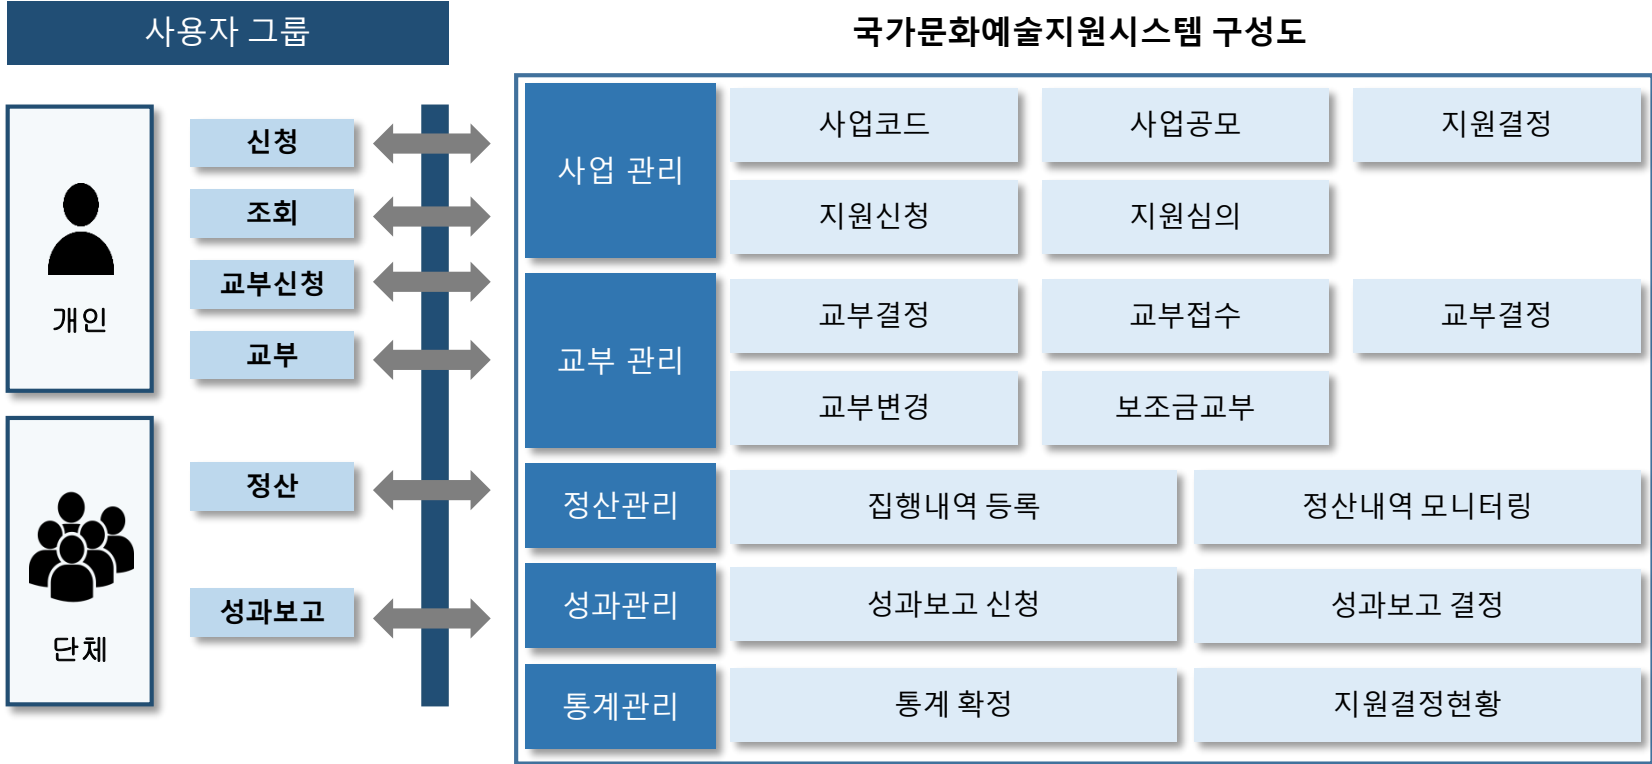 사용자 그룹
국가문화예술지원시스템 구성도
개인
단체
신청
조회
교부신청
교부
정산
성과보고
사업 관리
사업코드
사업공모
지원결정
지원신청
지원심의
교부 관리
교부결정
교부접수
교부결정
교부변경
보조금교부
정산관리
집행내역 등록
정산내역 모니터링
성과관리
성과보고 신청
성과보고 결정
통계관리
통계 확정
지원결정현황